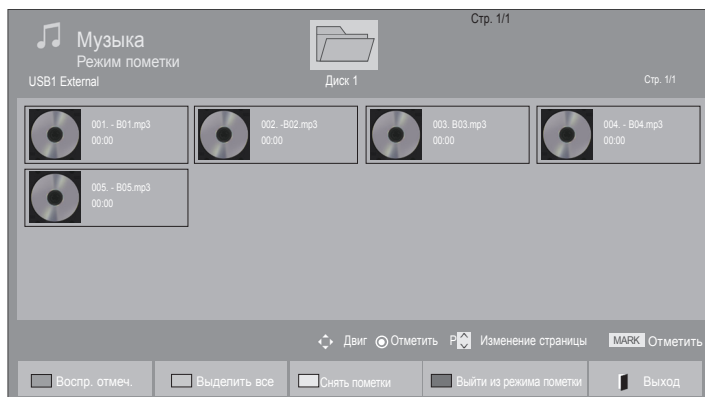 Стр. 1/1
Музыка
Режим пометки
USB1 External
Диск 1
Стр. 1/1
001. - B01.mp3
00:00
002. -B02.mp3
00:00
003. B03.mp3
00:00
004. - B04.mp3
00:00
005. - B05.mp3
00:00
Двиг Отметить P Изменение страницы MARK Отметить
Воспр. отмеч. Выделить все Снять пометки Выйти из режима пометки Выход